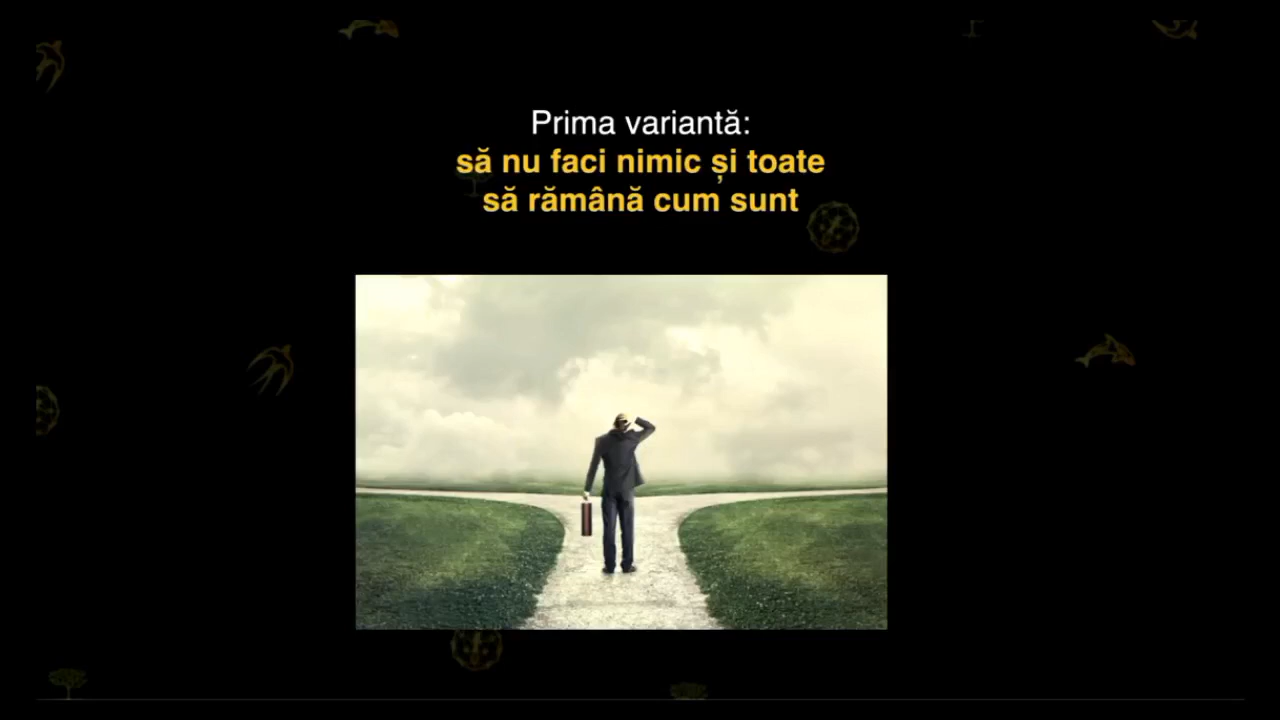 Prima variantă:
să nu faci nimic și toate
să rămână cum sunt